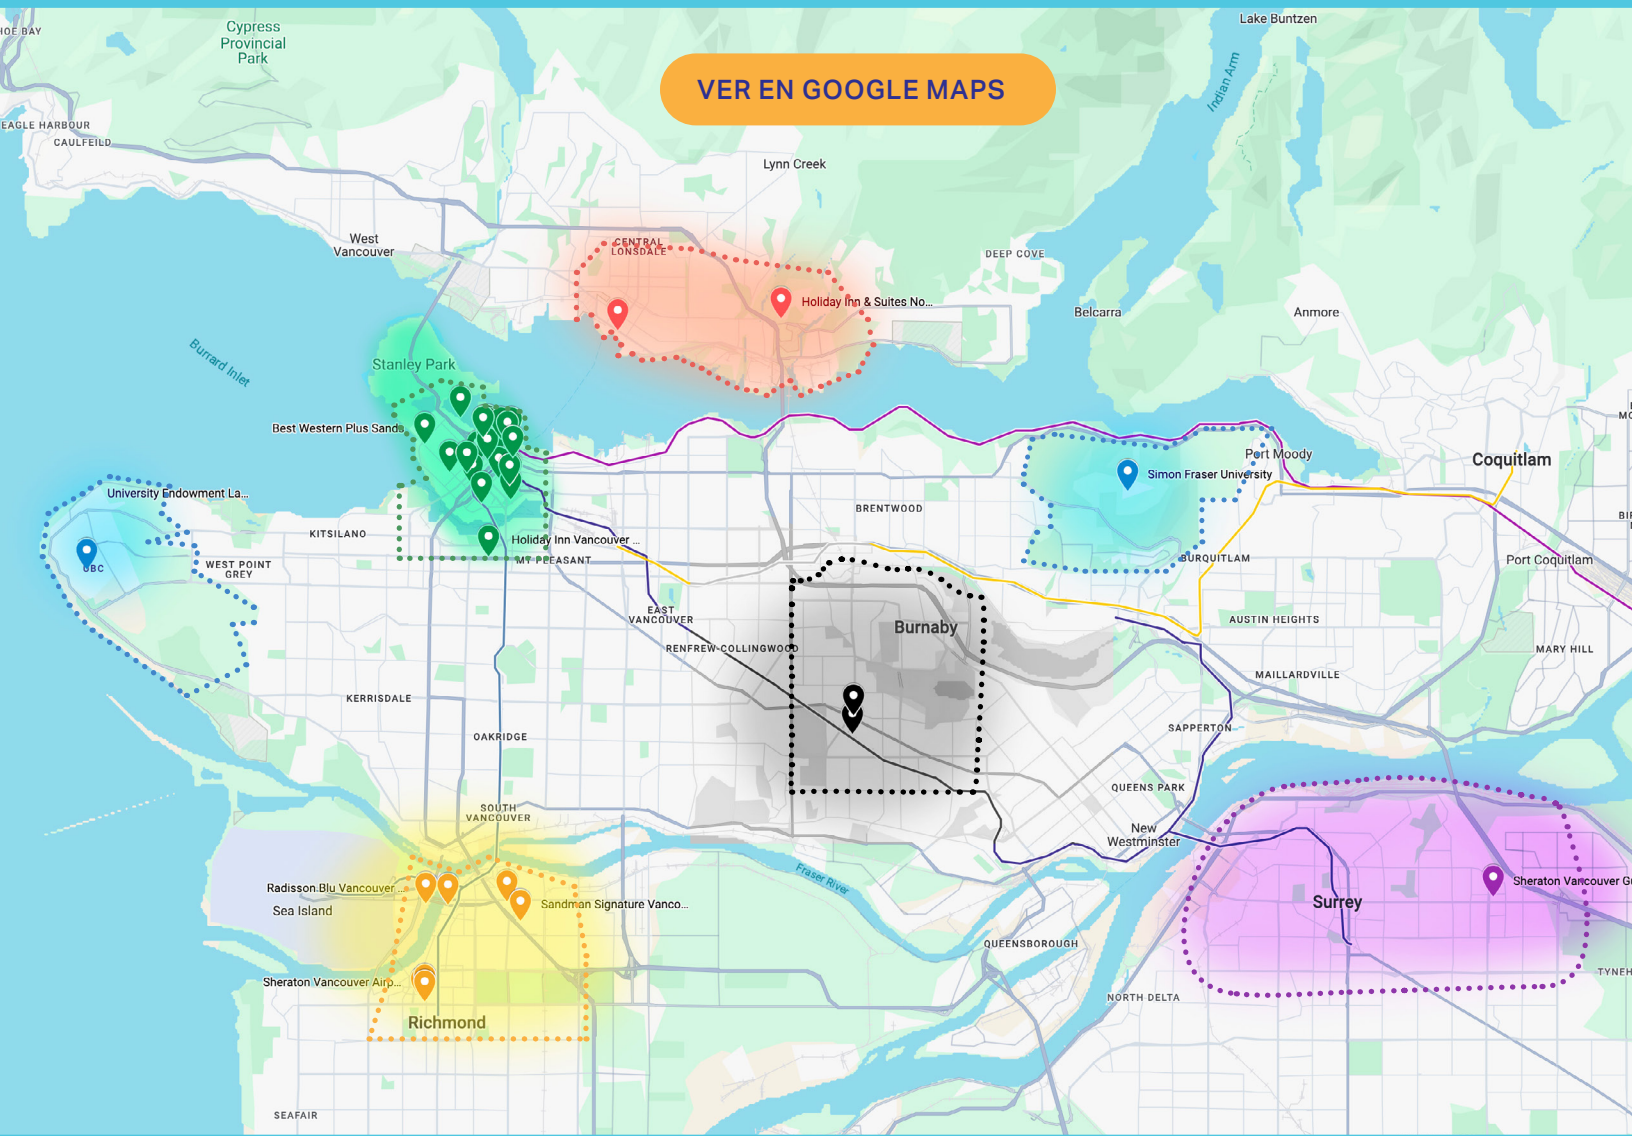 Lake Buntzen
Cypress
Provincial
Park
VER EN GOOGLE MAPS
Indian Arm
EAGLE HARBOUR
CAULFEILD
Lynn Creek
West
Vancouver
CENTRAL
LONSDALE
DEEP COVE
Holiday Inn & Suites No...
Belcarra
Anmore
Burrard Inlet
Stanley Park
Best Western Plus Sands
Port Moody
Coquitlam
Simon Fraser University
University Endowment La...
BRENTWOOD
KITSILANO
Holiday Inn Vancouver ...
MT PLEASANT
UBC
WEST POINT
GREY
BURQUITLAM
Port Coquitlam
EAST
VANCOUVER
Burnaby
AUSTIN HEIGHTS
RENFREW-COLLINGWOOD
MARY HILL
MAILLARDVILLE
KERRISDALE
SAPPERTON
OAKRIDGE
QUEENS PARK
SOUTH
VANCOUVER
New
Westminster
Fraser River
Radisson Blu Vancouver ...
Sea Island
Sandman Signature Vanco...
Sheraton Vancouver Gu
Surrey
QUEENSBOROUGH
Sheraton Vancouver Airp...
TYNEH
NORTH DELTA
Richmond
SEAFAIR